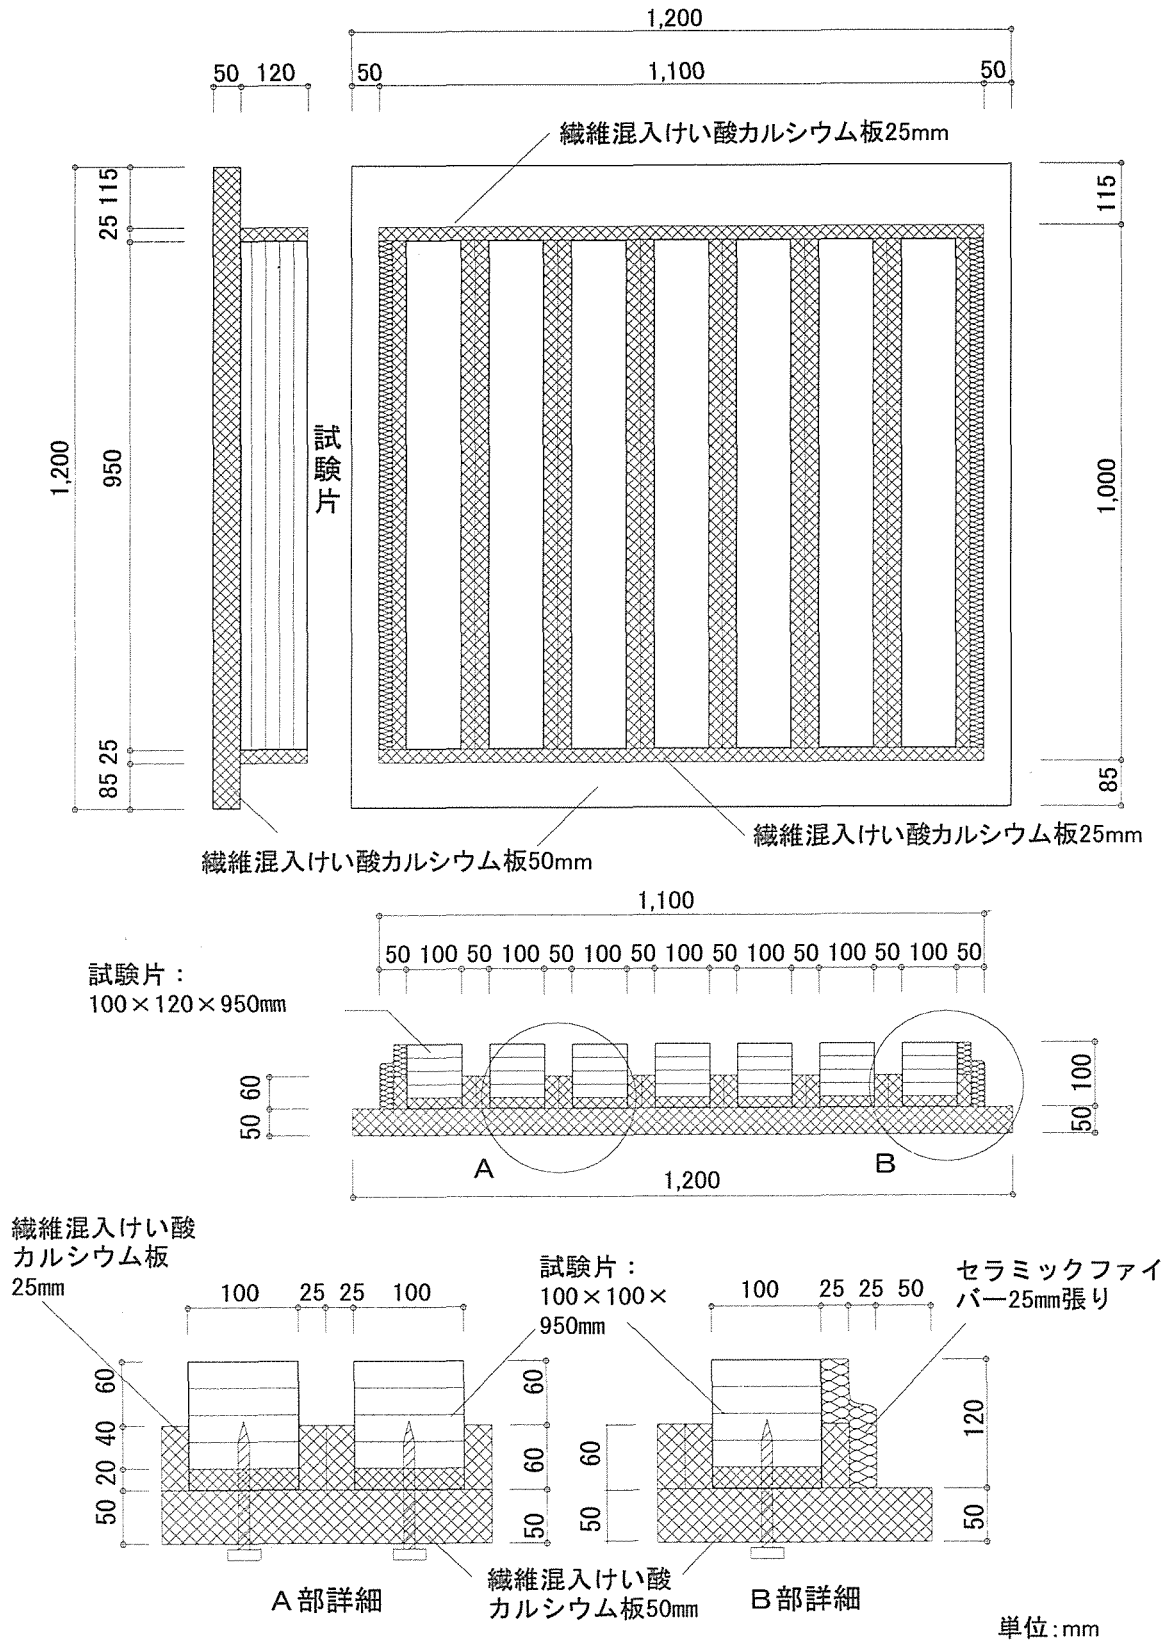 1,200
50 120
50 1,100 50
繊維混入けい酸カルシウム板25mm
115
25
950
1,200
25
85
試験片
115
1,000
85
繊維混入けい酸カルシウム板25mm
繊維混入けい酸カルシウム板50mm
1,100
50 100 50 100 50 100 50 100 50 100 50 100 50 100 50
試験片:
100×120×950mm
60
50
100
50
A
B
1,200
繊維混入けい酸
カルシウム板
25mm
100 25 25 100
試験片:
100×100×
950mm
100 25 25 50
セラミックファイ
バー25mm張り
60
40
20
50
60
60
50
60
50
120
50
A部詳細
繊維混入けい酸
カルシウム板50mm
B部詳細
単位:mm